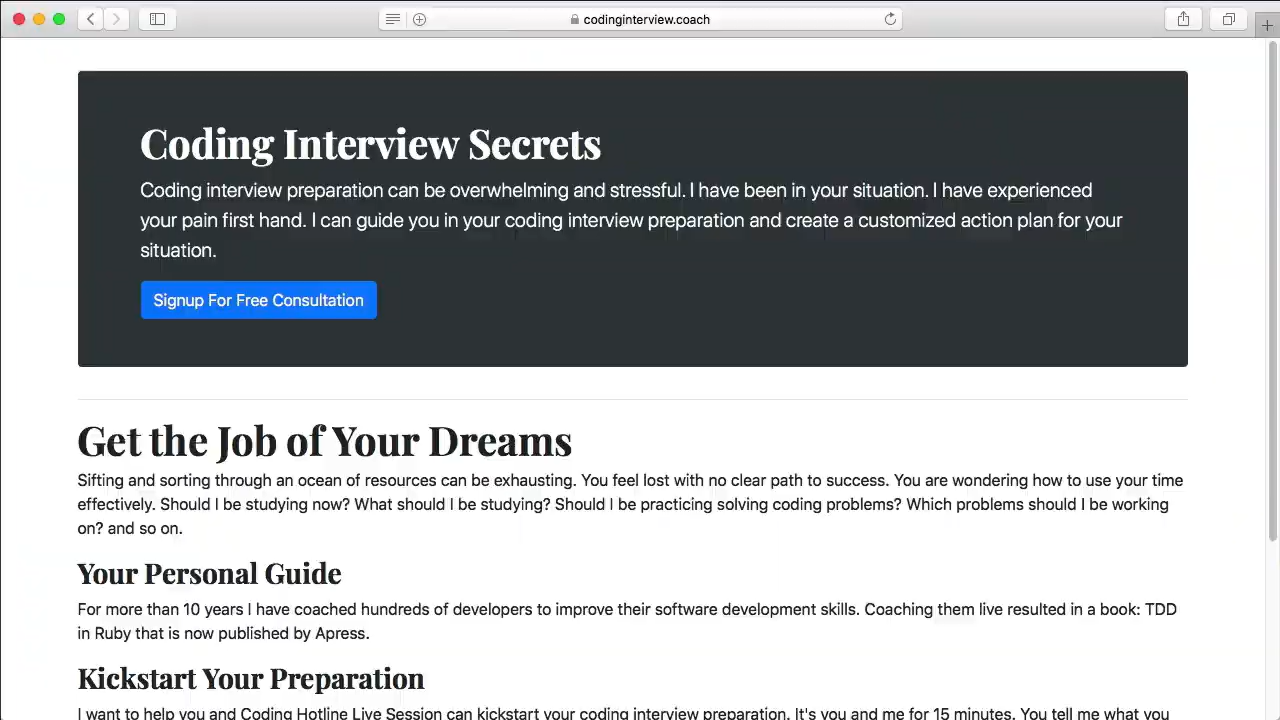 codinginterview.coach
Coding Interview Secrets
Coding interview preparation can be overwhelming and stressful. I have been in your situation. I have experienced
your pain first hand. I can guide you in your coding interview preparation and create a customized action plan for your
situation.
Signup For Free Consultation
Get the Job of Your Dreams
Sifting and sorting through an ocean of resources can be exhausting. You feel lost with no clear path to success. You are wondering how to use your time
effectively. Should I be studying now? What should I be studying? Should I be practicing solving coding problems? Which problems should I be working
on? and so on.
Your Personal Guide
For more than 10 years I have coached hundreds of developers to improve their software development skills. Coaching them live resulted in a book: TDD
in Ruby that is now published by Apress.
Kickstart Your Preparation
I want to help you and Coding Hotline Live Session can kickstart your coding interview preparation. It's you and me for 15 minutes. You tell me what you